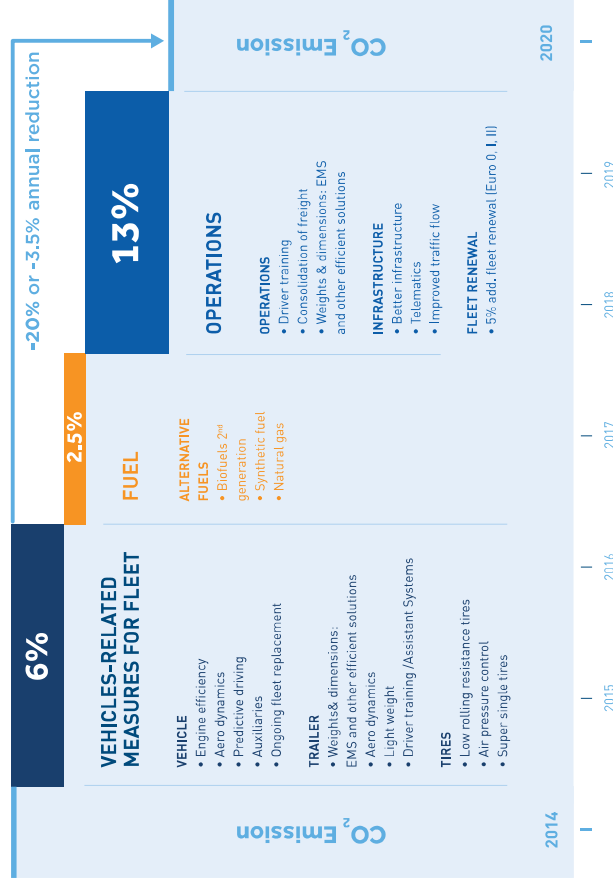 -20% or -3.5% annual reduction
6%
2.5%
13%
CO₂ Emission
VEHICLES-RELATED
MEASURES FOR FLEET
VEHICLE
• Engine efficiency
• Aero dynamics
• Predictive driving
• Auxiliaries
• Ongoing fleet replacement
TRAILER
• Weights& dimensions:
EMS and other efficient solutions
• Aero dynamics
• Light weight
• Driver training /Assistant Systems
TIRES
• Low rolling resistance tires
• Air pressure control
• Super single tires
FUEL
ALTERNATIVE
FUELS
• Biofuels 2nd
generation
• Synthetic fuel
• Natural gas
OPERATIONS
OPERATIONS
• Driver training
• Consolidation of freight
• Weights & dimensions: EMS
and other efficient solutions
INFRASTRUCTURE
• Better infrastructure
• Telematics
• Improved traffic flow
FLEET RENEWAL
• 5% add. fleet renewal (Euro 0, I, II)
CO₂ Emission
2014
2015
2016
2017
2018
2019
2020